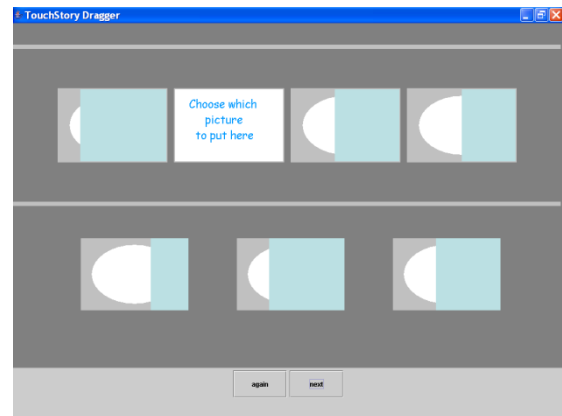 TouchStory Dragger
Choose which
picture
to put here
again
next